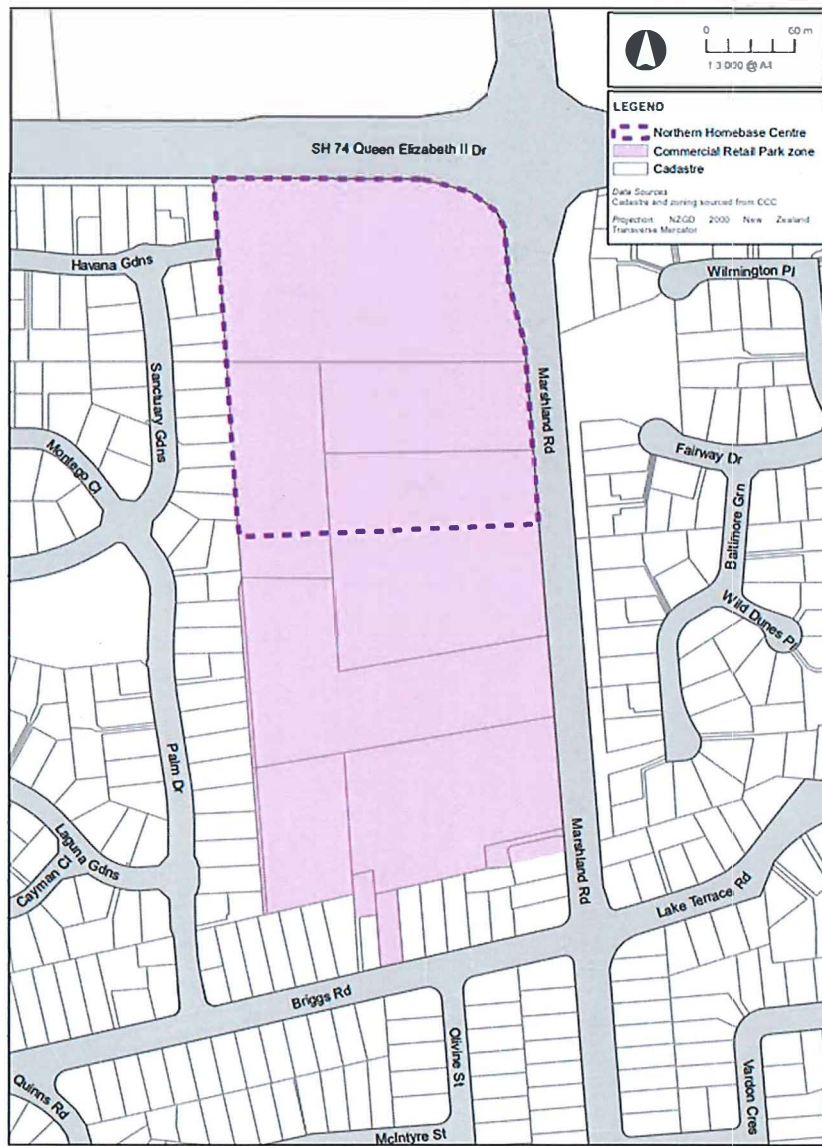 0 60 m
1:3,000 @ A4
LEGEND
Northern Homebase Centre
Commercial Retail Park zone
Cadastre
Data Sources
Cadastre and zoning sourced from CCC
Projection: NZGD 2000 New Zealand
Transverse Mercator
SH 74 Queen Elizabeth II Dr
Havana Gdns
Wilmington Pl
Sanctuary Gdns
Marshland Rd
Montego Cl
Fairway Dr
Baltimore Grn
Wild Dunes Pl
Palm Dr
Laguna Gdns
Cayman Cl
Marshland Rd
Lake Terrace Rd
Briggs Rd
Olivine St
Quinns Rd
Vardon Cres
McIntyre St